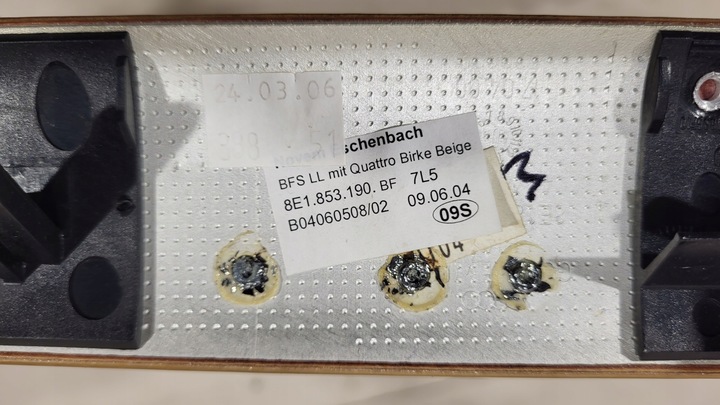 24.03.06
schenbach
BFS LL mit Quattro Birke Beige
8E1.853.190. BF 7L5
B04060508/02 09.06.04
09S